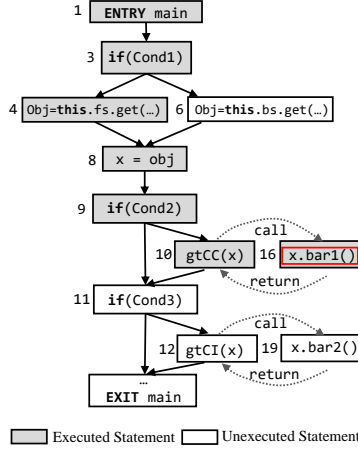 1 ENTRY main
3 if(Cond1)
4 Obj=this.fs.get(…)
6 Obj=this.bs.get(…)
8 x = obj
9 if(Cond2)
call
10 gtCC(x)
16 x.bar1()
return
11 if(Cond3)
call
12 gtCI(x)
19 x.bar2()
return
…
EXIT main
Executed Statement
Unexecuted Statement